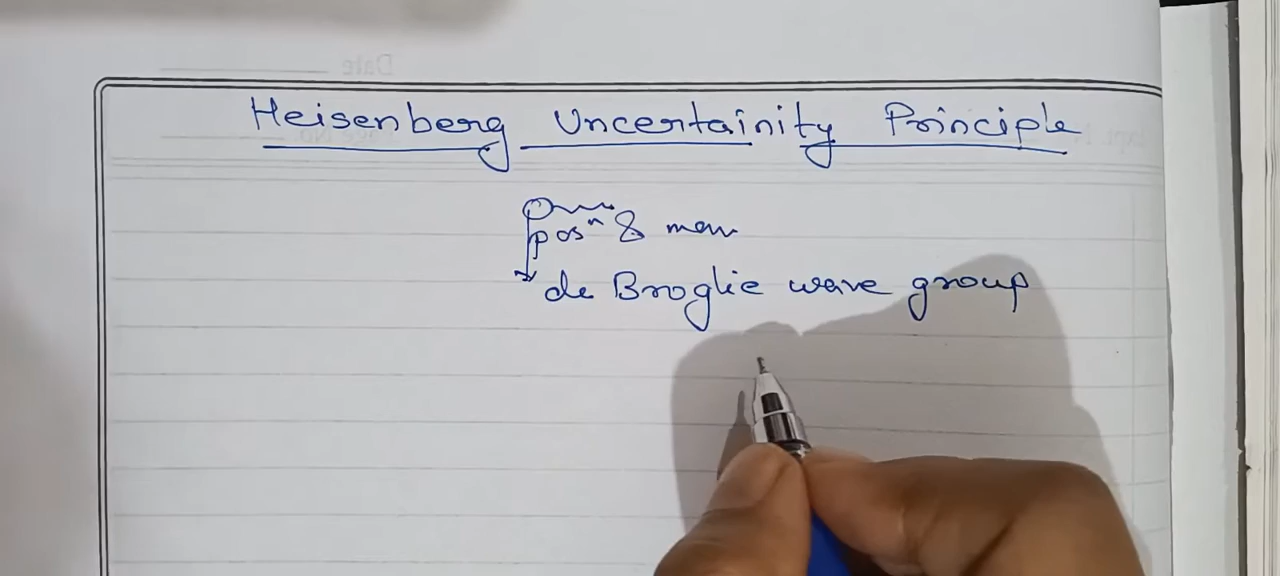 Heisenberg Uncertainity Principle
posⁿ & mom
de Broglie wave group